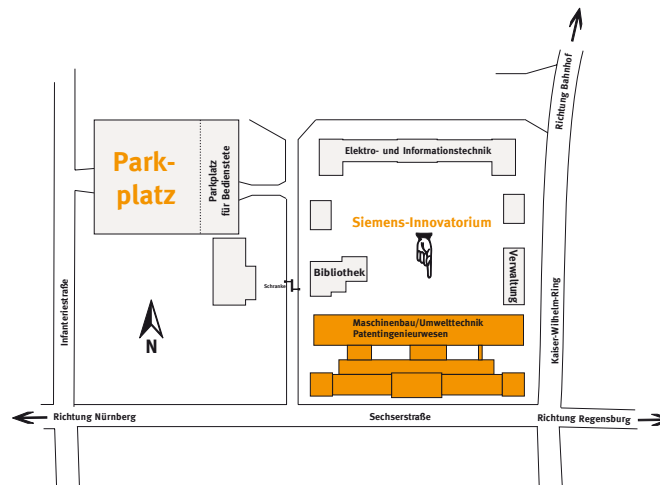 Richtung Bahnhof
Elektro- und Informationstechnik
Park-
platz
Parkplatz
für Bedienstete
Siemens-Innovatorium
Bibliothek
Verwaltung
Schranke
Infanteriestraße
Kaiser-Wilhelm-Ring
N
Maschinenbau/Umwelttechnik
Patentingenieurwesen
Richtung Nürnberg
Sechserstraße
Richtung Regensburg